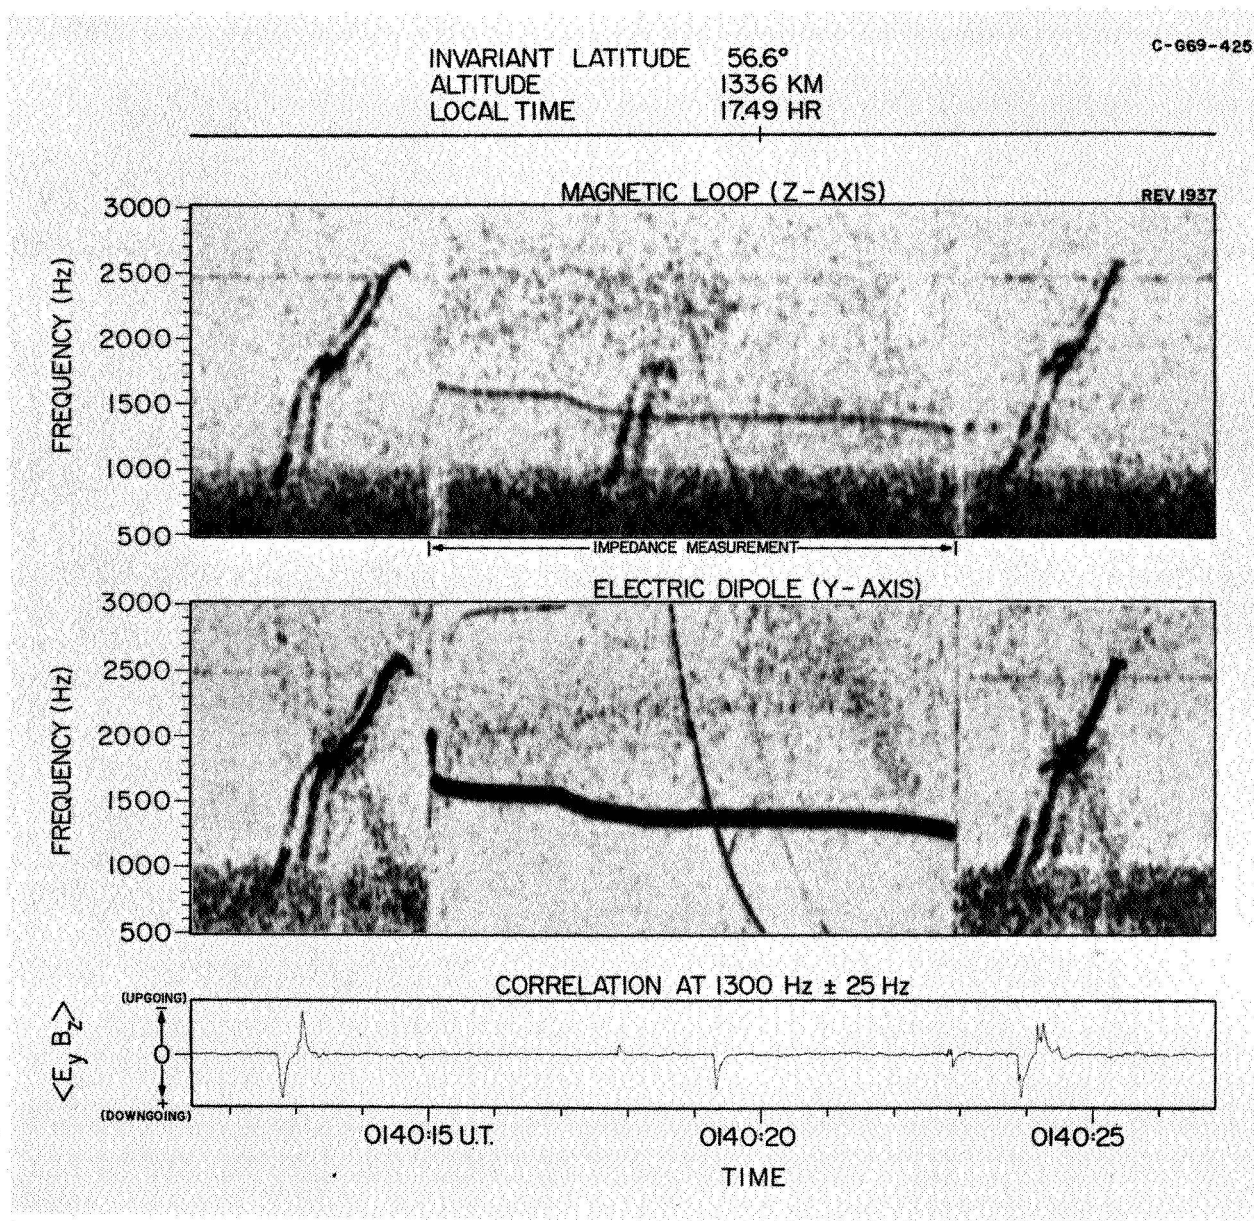 C-G69-425
INVARIANT LATITUDE 56.6°
ALTITUDE 1336 KM
LOCAL TIME 17.49 HR
MAGNETIC LOOP (Z-AXIS)
REV 1937
3000
2500
2000
1500
1000
500
FREQUENCY (Hz)
IMPEDANCE MEASUREMENT
ELECTRIC DIPOLE (Y-AXIS)
3000
2500
2000
1500
1000
500
FREQUENCY (Hz)
CORRELATION AT 1300 Hz ± 25 Hz
(UPGOING)
−
0
+
(DOWNGOING)
<Ey Bz>
0140:15 U.T. 0140:20 0140:25
TIME